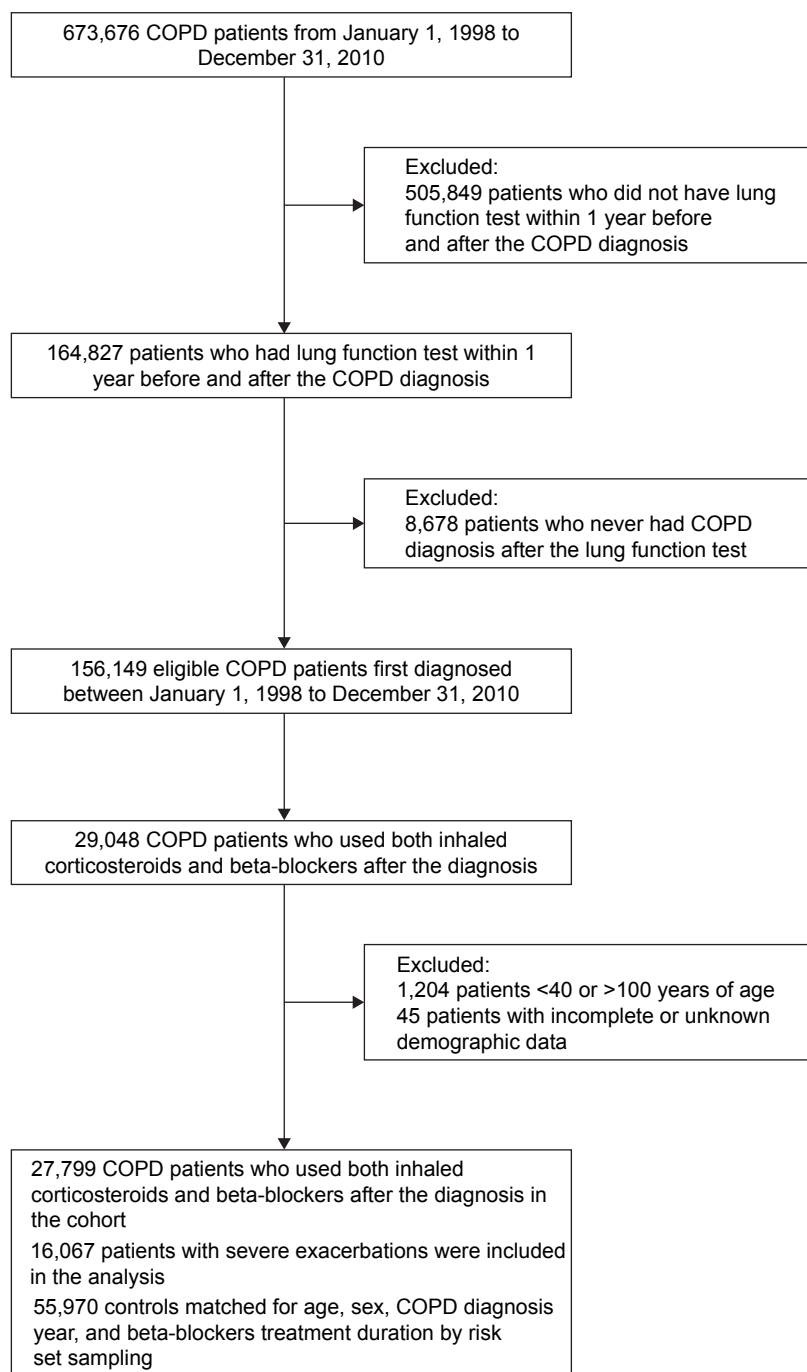 673,676 COPD patients from January 1, 1998 to
December 31, 2010
Excluded:
505,849 patients who did not have lung
function test within 1 year before
and after the COPD diagnosis
164,827 patients who had lung function test within 1
year before and after the COPD diagnosis
Excluded:
8,678 patients who never had COPD
diagnosis after the lung function test
156,149 eligible COPD patients first diagnosed
between January 1, 1998 to December 31, 2010
29,048 COPD patients who used both inhaled
corticosteroids and beta-blockers after the diagnosis
Excluded:
1,204 patients <40 or >100 years of age
45 patients with incomplete or unknown
demographic data
27,799 COPD patients who used both inhaled
corticosteroids and beta-blockers after the diagnosis in
the cohort
16,067 patients with severe exacerbations were included
in the analysis
55,970 controls matched for age, sex, COPD diagnosis
year, and beta-blockers treatment duration by risk
set sampling